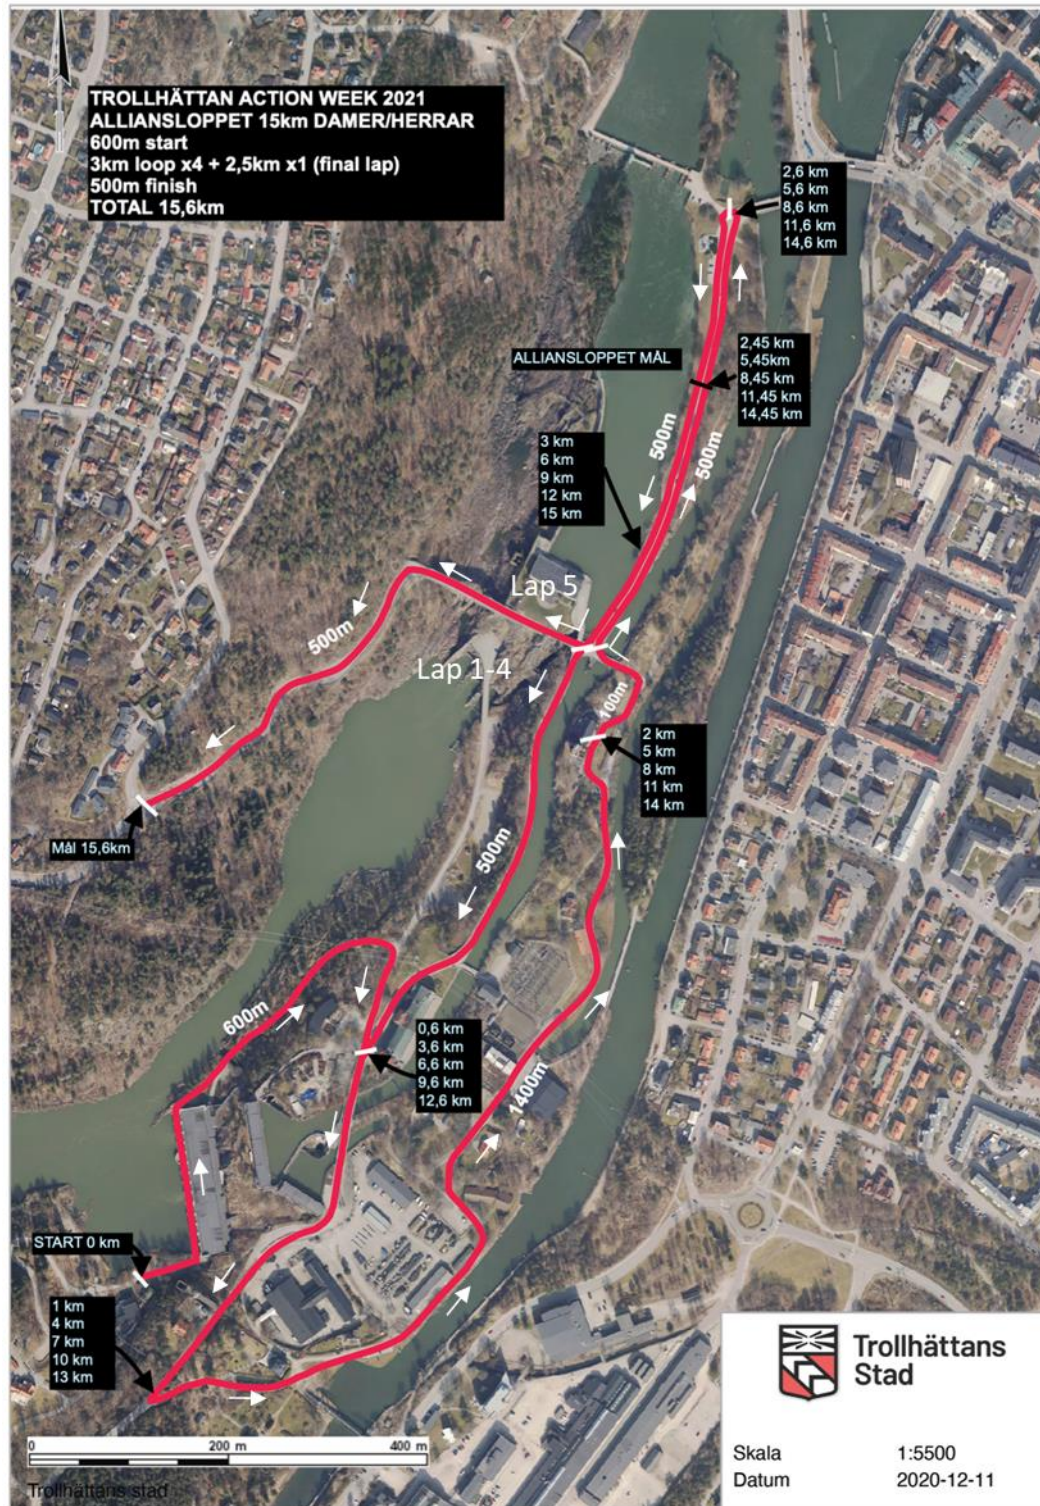 TROLLHÄTTAN ACTION WEEK 2021
ALLIANSLOPPET 15km DAMER/HERRAR
600m start
3km loop x4 + 2,5km x1 (final lap)
500m finish
TOTAL 15,6km
2,6 km
5,6 km
8,6 km
11,6 km
14,6 km
ALLIANSLOPPET MÅL
2,45 km
5,45km
8,45 km
11,45 km
14,45 km
500m
500m
3 km
6 km
9 km
12 km
15 km
Lap 5
500m
Lap 1-4
100m
2 km
5 km
8 km
11 km
14 km
Mål 15,6km
500m
600m
0,6 km
3,6 km
6,6 km
9,6 km
12,6 km
1400m
START 0 km
1 km
4 km
7 km
10 km
13 km
0 200 m 400 m
Trollhättans stad
Trollhättans
Stad
Skala 1:5500
Datum 2020-12-11